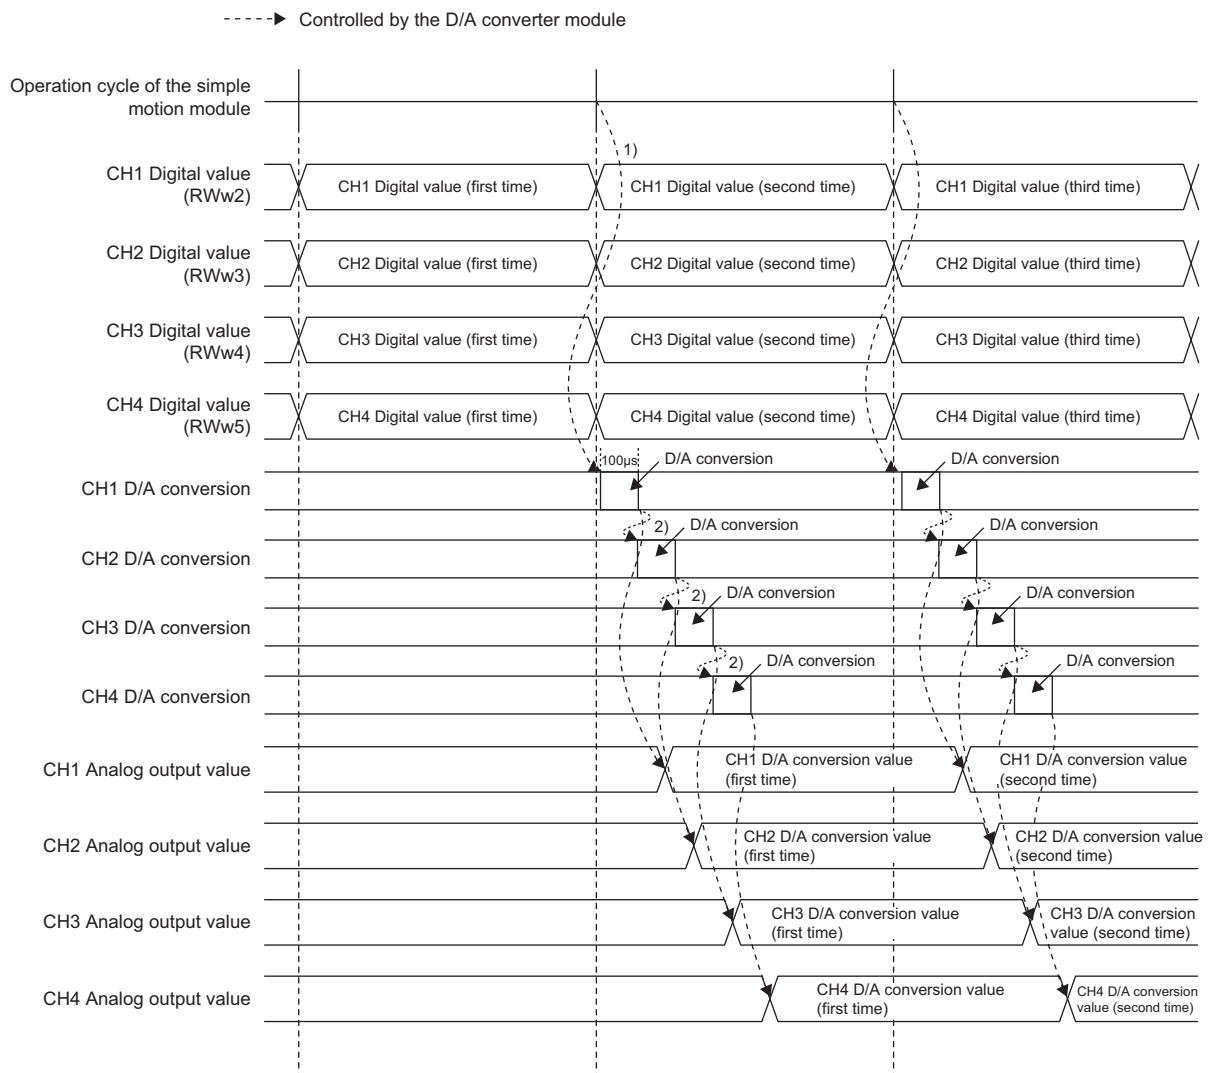 Controlled by the D/A converter module
Operation cycle of the simple
motion module
1)
CH1 Digital value
(RWw2)
CH1 Digital value (first time)
CH1 Digital value (second time)
CH1 Digital value (third time)
CH2 Digital value
(RWw3)
CH2 Digital value (first time)
CH2 Digital value (second time)
CH2 Digital value (third time)
CH3 Digital value
(RWw4)
CH3 Digital value (first time)
CH3 Digital value (second time)
CH3 Digital value (third time)
CH4 Digital value
(RWw5)
CH4 Digital value (first time)
CH4 Digital value (second time)
CH4 Digital value (third time)
100μs
D/A conversion
D/A conversion
CH1 D/A conversion
2)
D/A conversion
D/A conversion
CH2 D/A conversion
2)
D/A conversion
D/A conversion
CH3 D/A conversion
2)
D/A conversion
D/A conversion
CH4 D/A conversion
CH1 Analog output value
CH1 D/A conversion value
(first time)
CH1 D/A conversion value
(second time)
CH2 Analog output value
CH2 D/A conversion value
(first time)
CH2 D/A conversion value
(second time)
CH3 Analog output value
CH3 D/A conversion value
(first time)
CH3 D/A conversion
value (second time)
CH4 Analog output value
CH4 D/A conversion value
(first time)
CH4 D/A conversion
value (second time)